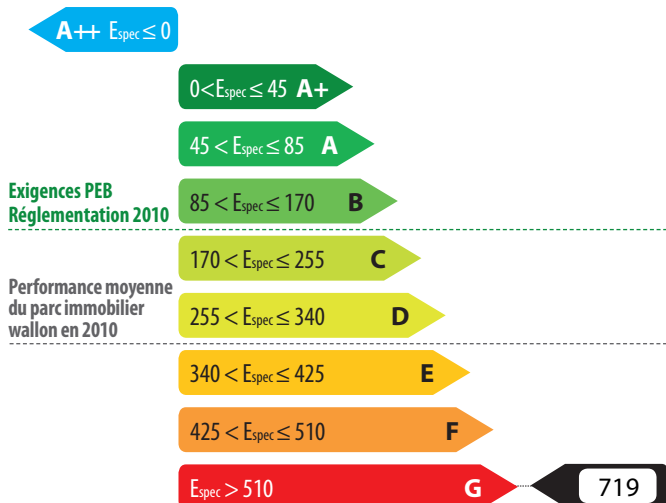 A++ Espec ≤ 0
0<Espec ≤ 45 A+
45 < Espec ≤ 85 A
Exigences PEB
Réglementation 2010
85 < Espec ≤ 170 B
170 < Espec ≤ 255 C
Performance moyenne
du parc immobilier
wallon en 2010
255 < Espec ≤ 340 D
340 < Espec ≤ 425 E
425 < Espec ≤ 510 F
Espec > 510 G 719